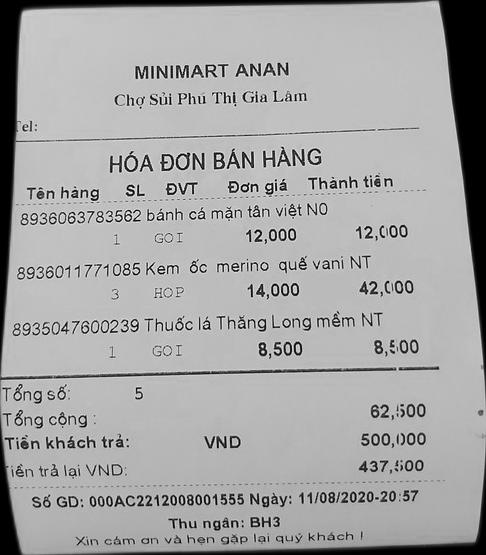 MINIMART ANAN
Chợ Sủi Phú Thị Gia Lâm
Tel:
HÓA ĐƠN BÁN HÀNG
Tên hàng SL ĐVT Đơn giá Thành tiền
8936063783562 bánh cá mặn tân việt N0
1 GOI 12,000 12,000
8936011771085 Kem ốc merino quế vani NT
3 HOP 14,000 42,000
8935047600239 Thuốc lá Thăng Long mềm NT
1 GOI 8,500 8,500
Tổng số: 5
Tổng cộng : 62,500
Tiền khách trả: VND 500,000
Tiền trả lại VND: 437,500
Số GD: 000AC2212008001555 Ngày: 11/08/2020-20:57
Thu ngân: BH3
Xin cám ơn và hẹn gặp lại quý khách !